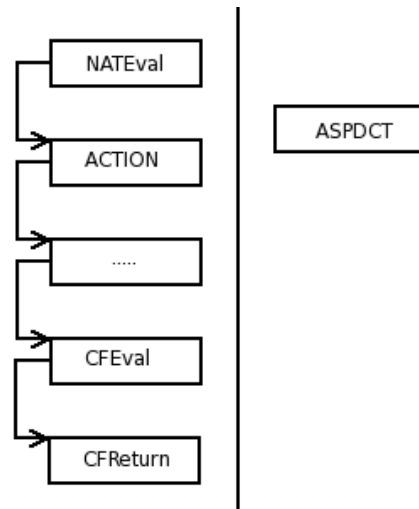 NATEval
ASPDCT
ACTION
.....
CFEval
CFReturn